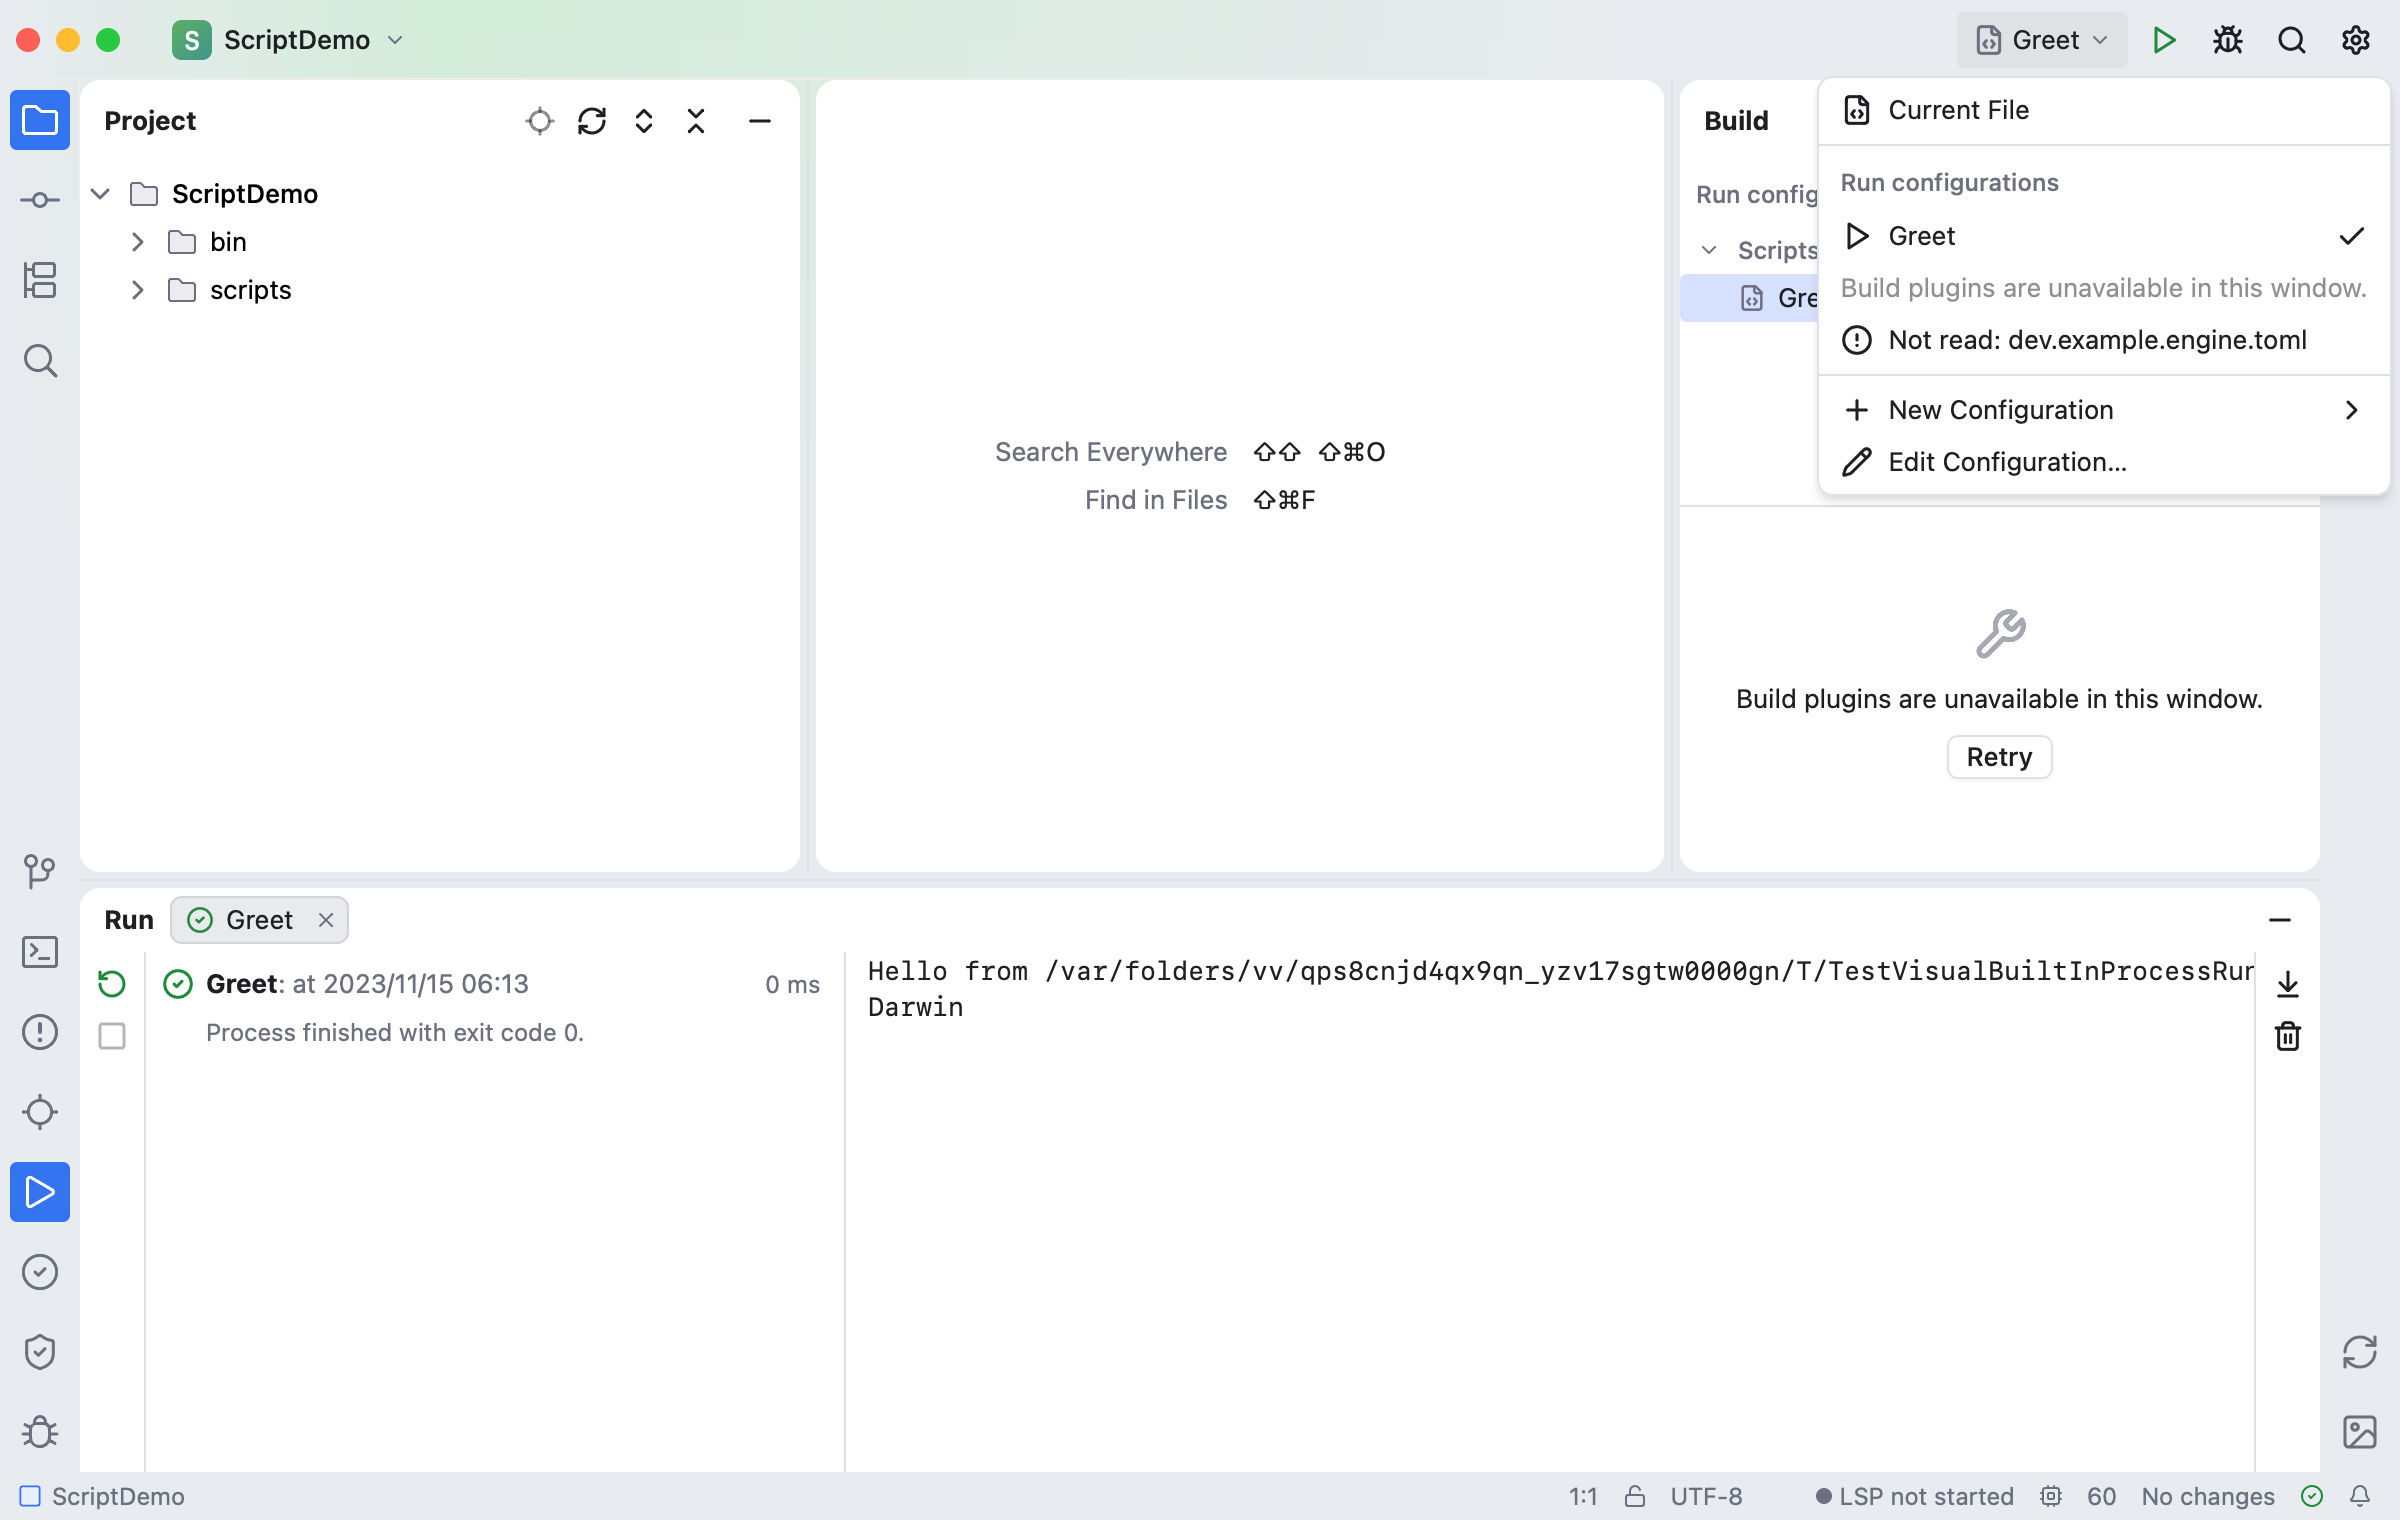 S ScriptDemo
Greet
Project
ScriptDemo
bin
scripts
Search Everywhere ⇧⇧ ⇧⌘O
Find in Files ⇧⌘F
Build
Run config
Scripts
Gre
Current File
Run configurations
Greet
Build plugins are unavailable in this window.
Not read: dev.example.engine.toml
New Configuration
Edit Configuration...
Build plugins are unavailable in this window.
Retry
Run Greet
Greet: at 2023/11/15 06:13 0 ms
Process finished with exit code 0.
Hello from /var/folders/vv/qps8cnjd4qx9qn_yzv17sgtw0000gn/T/TestVisualBuiltInProcessRun
Darwin
ScriptDemo 1:1 UTF-8 LSP not started 60 No changes